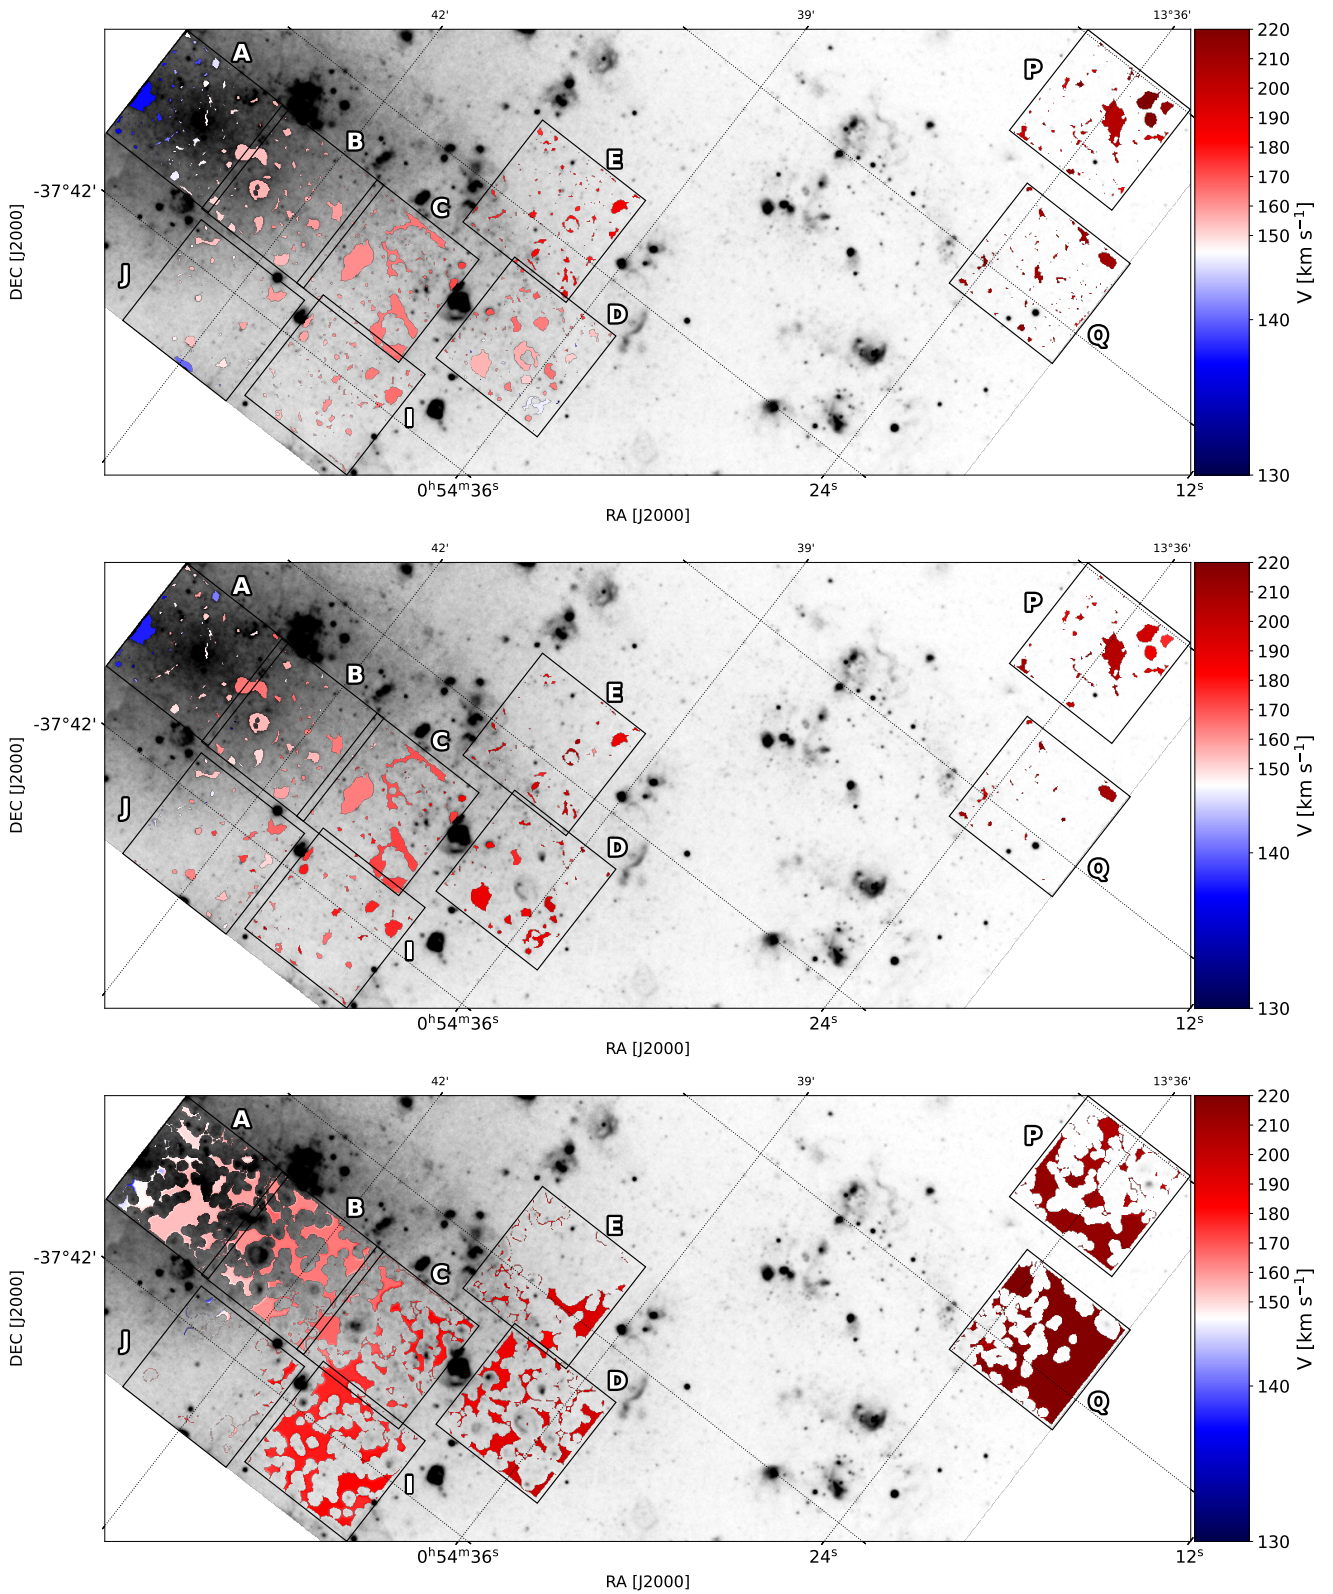 42' 39' 13°36'
A
B
C
D
E
I
J
P
Q
-37°42'
DEC [J2000]
0ʰ54ᵐ36ˢ 24ˢ 12ˢ
RA [J2000]
220
210
200
190
180
170
160
150
140
130
V [km s⁻¹]
42' 39' 13°36'
A
B
C
D
E
I
J
P
Q
-37°42'
DEC [J2000]
0ʰ54ᵐ36ˢ 24ˢ 12ˢ
RA [J2000]
220
210
200
190
180
170
160
150
140
130
V [km s⁻¹]
42' 39' 13°36'
A
B
C
D
E
I
J
P
Q
-37°42'
DEC [J2000]
0ʰ54ᵐ36ˢ 24ˢ 12ˢ
RA [J2000]
220
210
200
190
180
170
160
150
140
130
V [km s⁻¹]